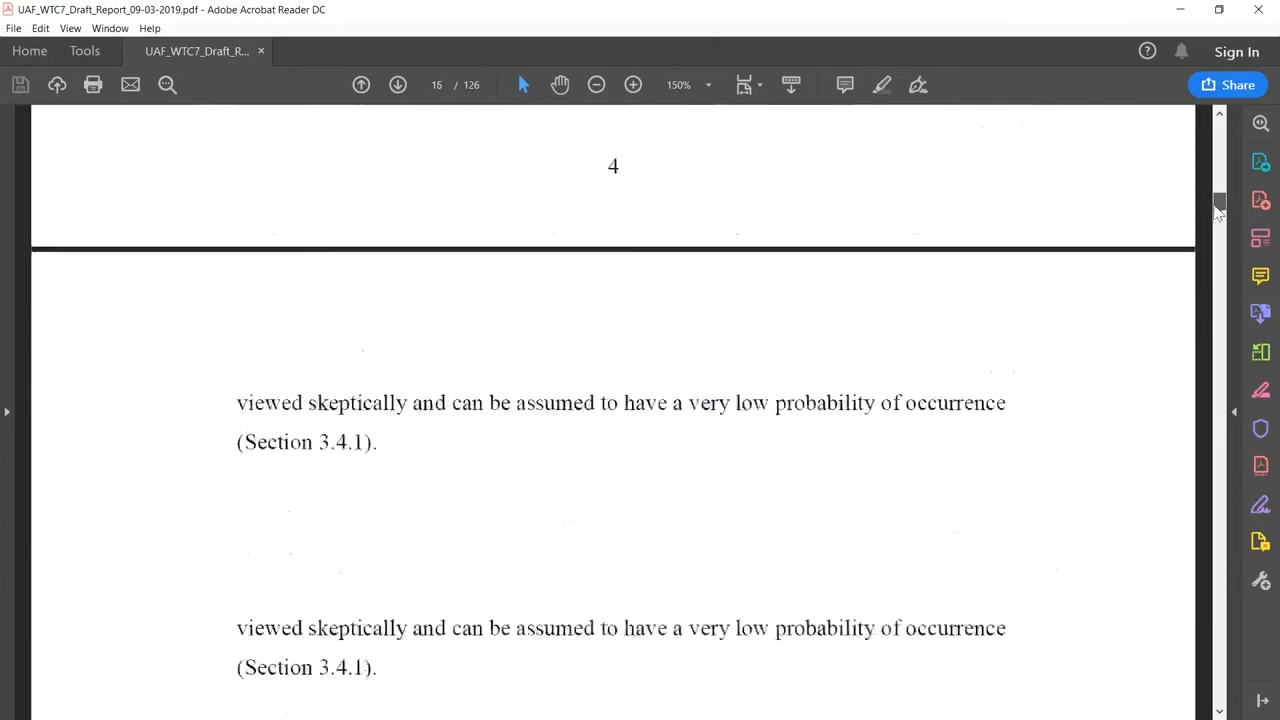 UAF_WTC7_Draft_Report_09-03-2019.pdf - Adobe Acrobat Reader DC
File Edit View Window Help
Home Tools UAF_WTC7_Draft_R... ×
Sign In
15 / 126 150% Share
4
viewed skeptically and can be assumed to have a very low probability of occurrence
(Section 3.4.1).
viewed skeptically and can be assumed to have a very low probability of occurrence
(Section 3.4.1).